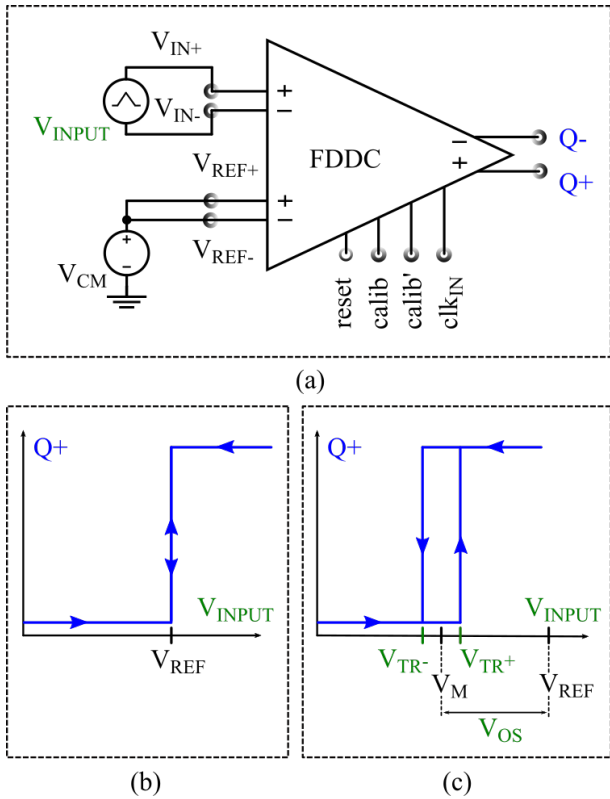 V_IN+
V_IN-
V_INPUT
+
−
FDDC
−
+
Q-
Q+
V_REF+
+
−
V_REF-
+
−
V_CM
reset
calib
calib'
clk_IN
(a)
Q+
V_INPUT
V_REF
(b)
Q+
V_INPUT
V_TR-
V_TR+
V_M
V_REF
V_OS
(c)